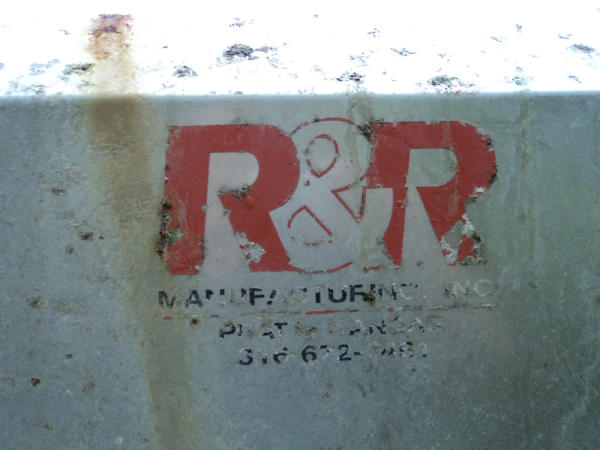 R&R
MANUFACTURING, INC
PRATT KANSAS
316 672-